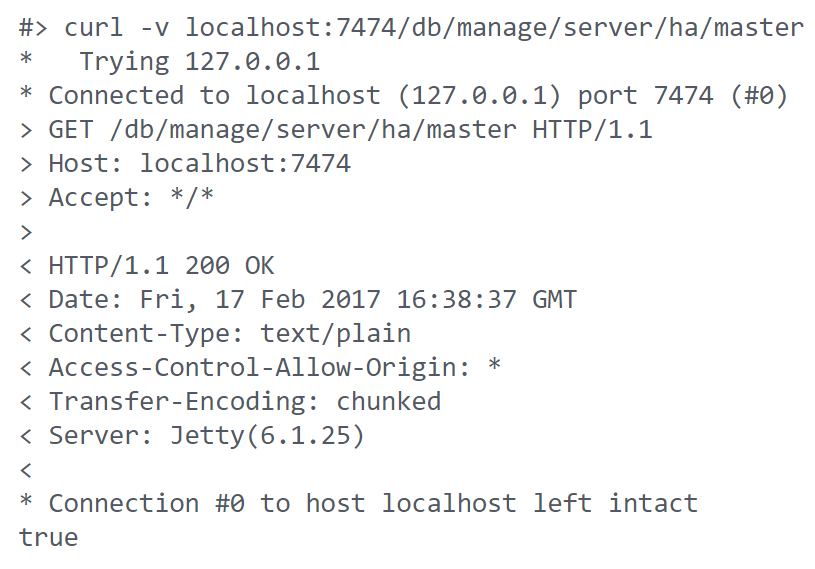 #> curl -v localhost:7474/db/manage/server/ha/master
*   Trying 127.0.0.1
* Connected to localhost (127.0.0.1) port 7474 (#0)
> GET /db/manage/server/ha/master HTTP/1.1
> Host: localhost:7474
> Accept: */*
>
< HTTP/1.1 200 OK
< Date: Fri, 17 Feb 2017 16:38:37 GMT
< Content-Type: text/plain
< Access-Control-Allow-Origin: *
< Transfer-Encoding: chunked
< Server: Jetty(6.1.25)
<
* Connection #0 to host localhost left intact
true